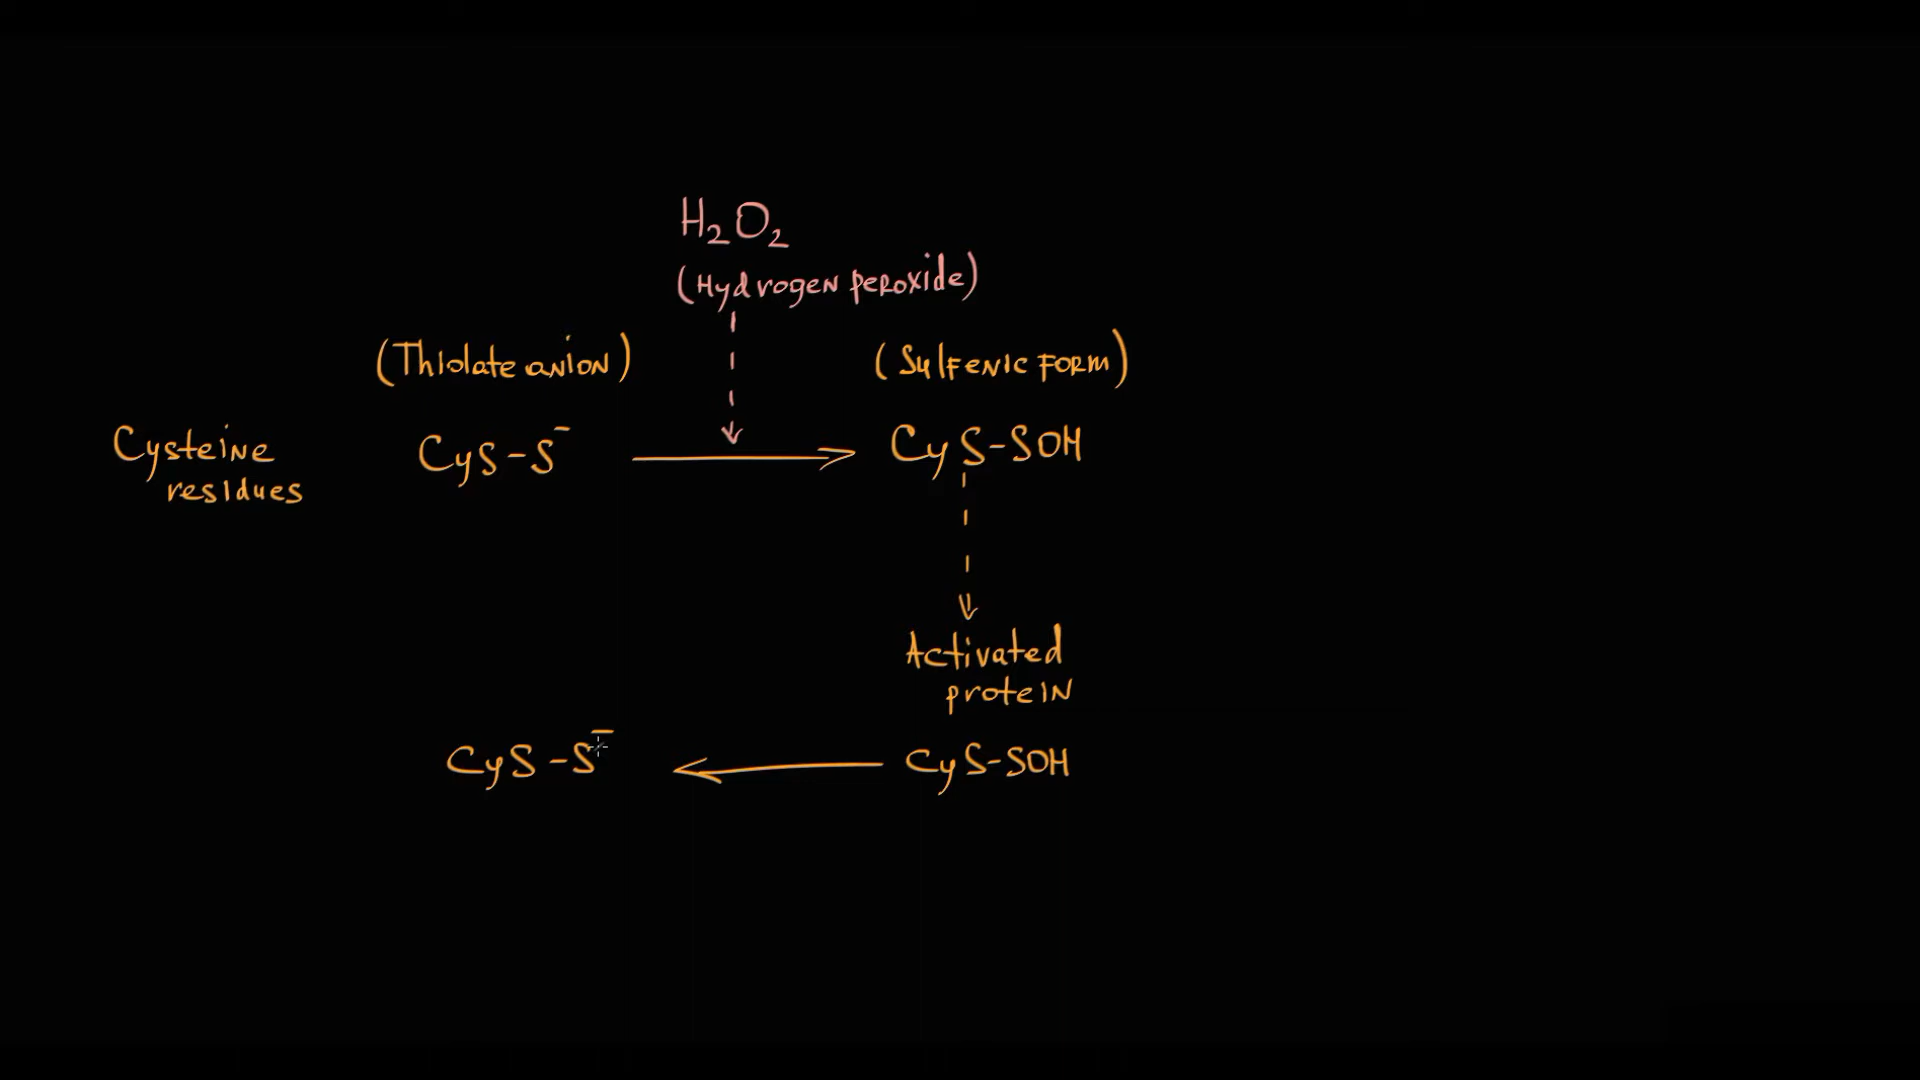 H₂O₂
(Hydrogen peroxide)
(Thiolate anion)
(Sulfenic form)
Cysteine
residues
CyS-S⁻
CyS-SOH
Activated
protein
CyS-S⁻
CyS-SOH